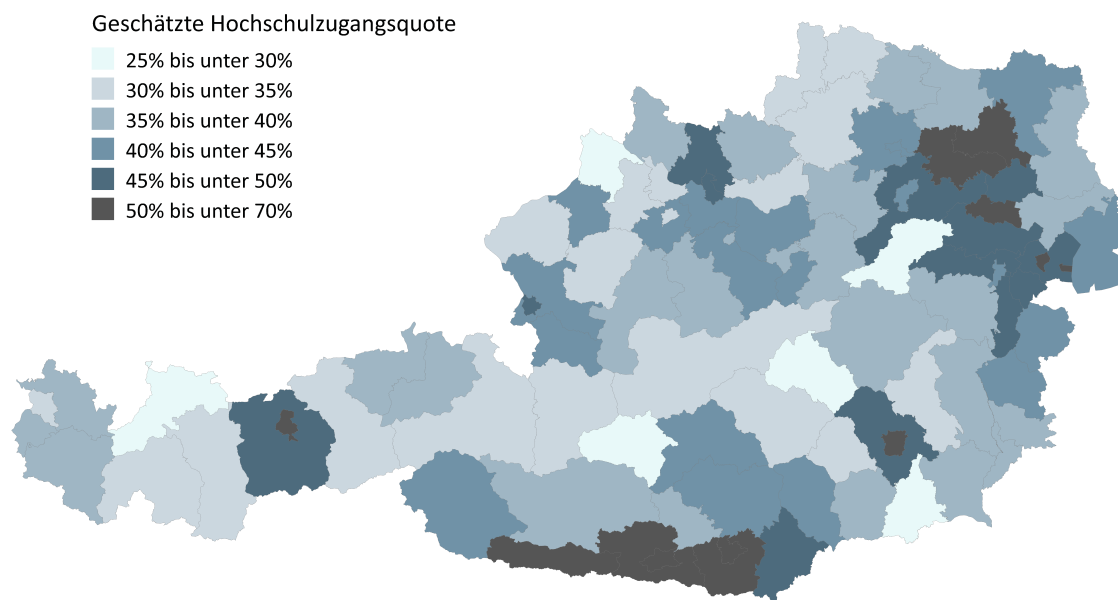 Geschätzte Hochschulzugangsquote
25% bis unter 30%
30% bis unter 35%
35% bis unter 40%
40% bis unter 45%
45% bis unter 50%
50% bis unter 70%